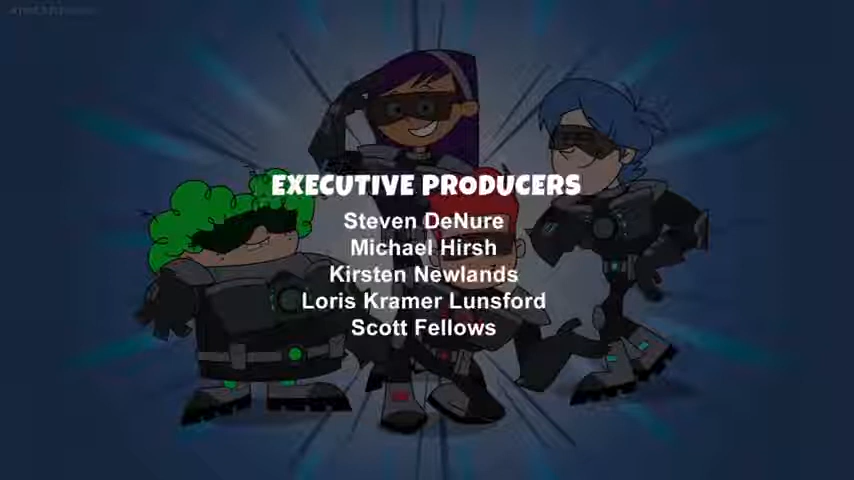 EXECUTIVE PRODUCERS
Steven DeNure
Michael Hirsh
Kirsten Newlands
Loris Kramer Lunsford
Scott Fellows